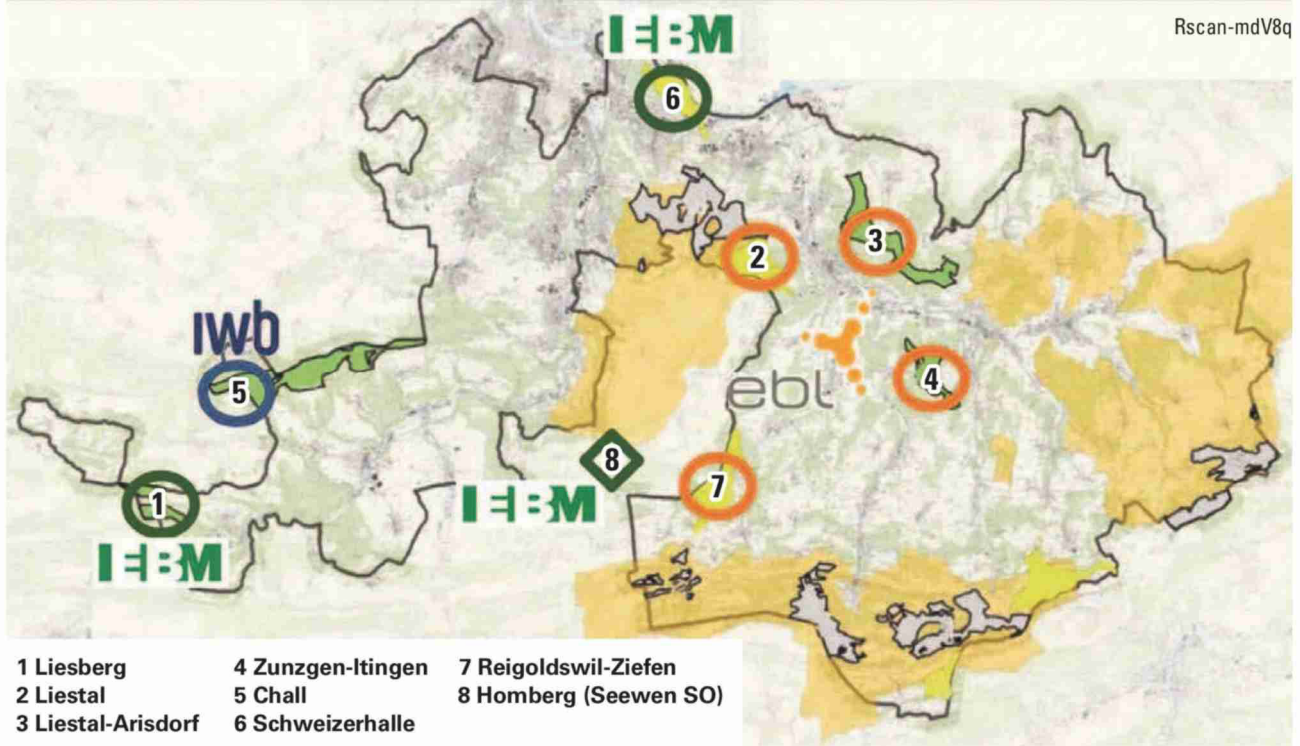 Rscan-mdV8q
IEBM
6
2
3
iwb
5
ebl
4
8
IEBM
7
1
IEBM
1 Liesberg
2 Liestal
3 Liestal-Arisdorf
4 Zunzgen-Itingen
5 Chall
6 Schweizerhalle
7 Reigoldswil-Ziefen
8 Homberg (Seewen SO)